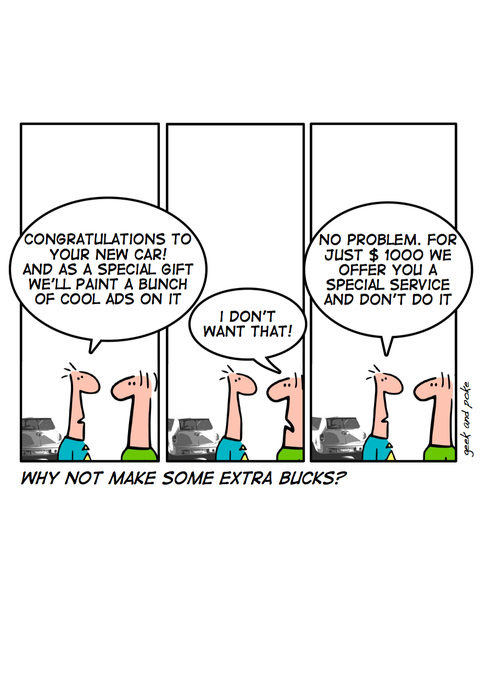 CONGRATULATIONS TO
YOUR NEW CAR!
AND AS A SPECIAL GIFT
WE'LL PAINT A BUNCH
OF COOL ADS ON IT
I DON'T
WANT THAT!
NO PROBLEM. FOR
JUST $ 1000 WE
OFFER YOU A
SPECIAL SERVICE
AND DON'T DO IT
geek and poke
WHY NOT MAKE SOME EXTRA BUCKS?